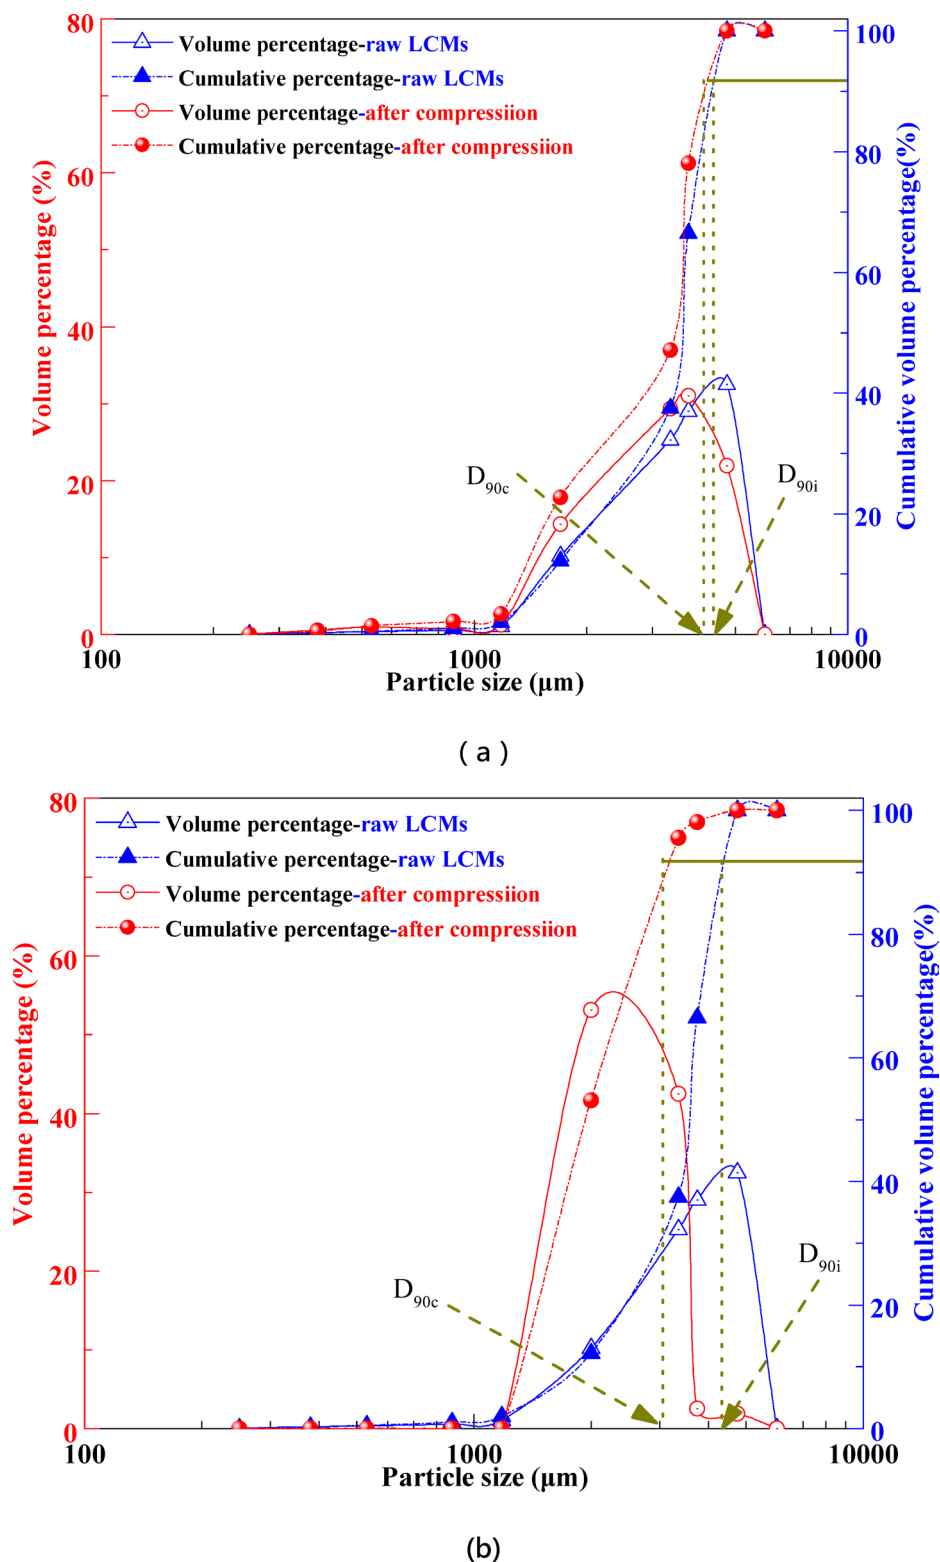 80
60
40
20
0
Volume percentage (%)
Volume percentage-raw LCMs
Cumulative percentage-raw LCMs
Volume percentage-after compressiion
Cumulative percentage-after compressiion
D90c
D90i
100
80
60
40
20
0
Cumulative volume percentage(%)
100
1000
10000
Particle size (μm)
( a )
80
60
40
20
0
Volume percentage (%)
Volume percentage-raw LCMs
Cumulative percentage-raw LCMs
Volume percentage-after compressiion
Cumulative percentage-after compressiion
D90c
D90i
100
80
60
40
20
0
Cumulative volume percentage(%)
100
1000
10000
Particle size (μm)
(b)